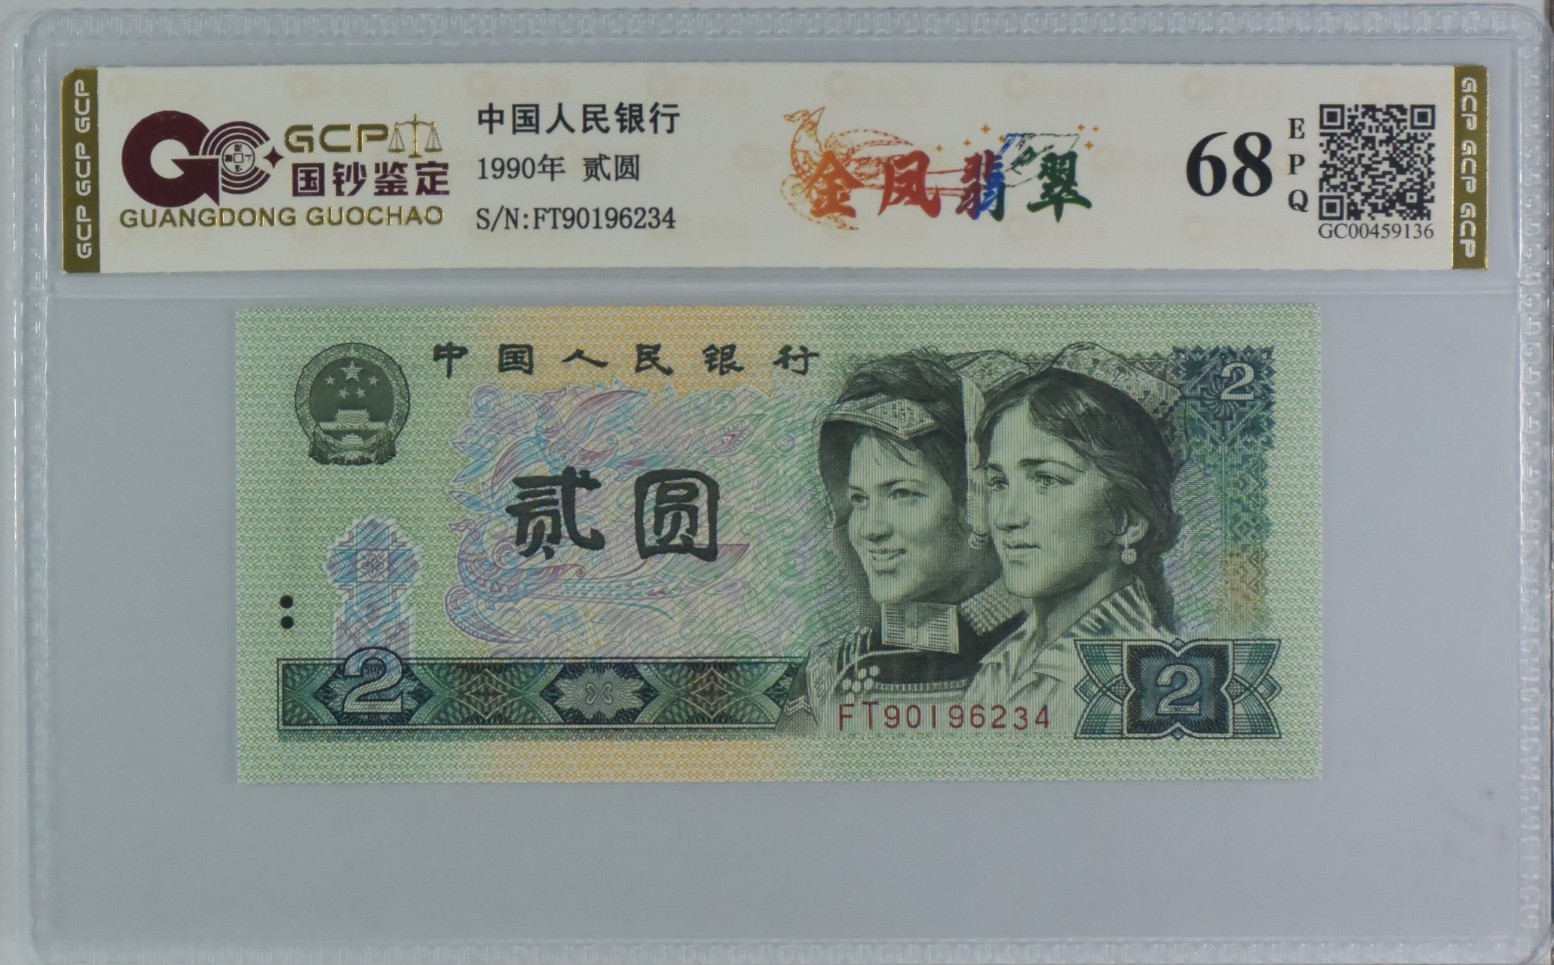 GCP GCP GCP
GCP
国钞鉴定
GUANGDONG GUOCHAO
中国人民银行
1990年 贰圆
S/N:FT90196234
金凤翡翠
68
EPQ
GC00459136
GCP GCP GCP
中国人民银行
2
贰圆
2
FT90196234
2